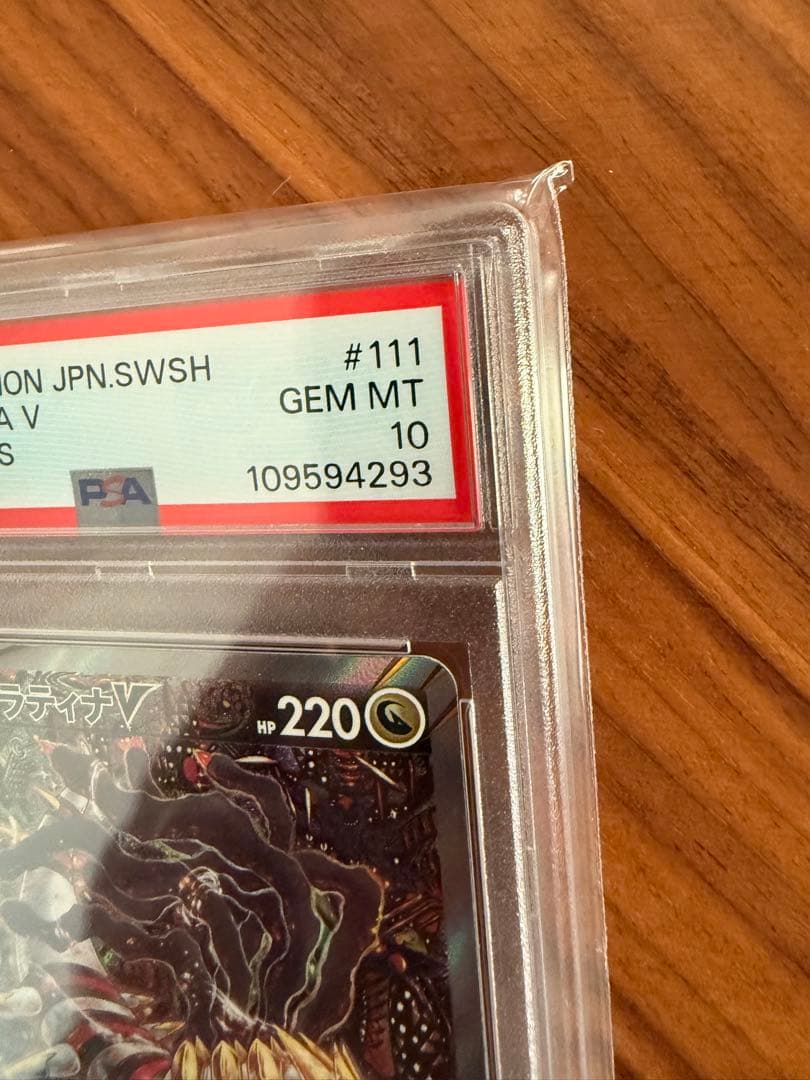 ION JPN.SWSH
#111
A V
GEM MT
S
10
PSA
109594293
ラティナV
HP 220